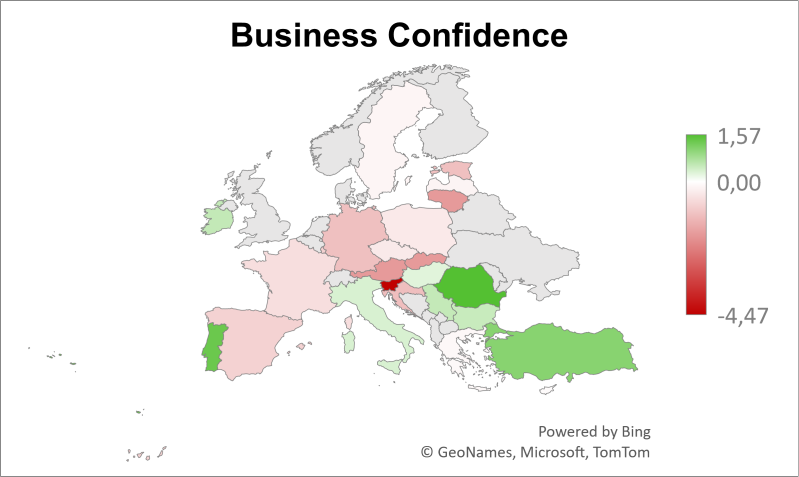 Business Confidence
1,57
0,00
-4,47
Powered by Bing
© GeoNames, Microsoft, TomTom